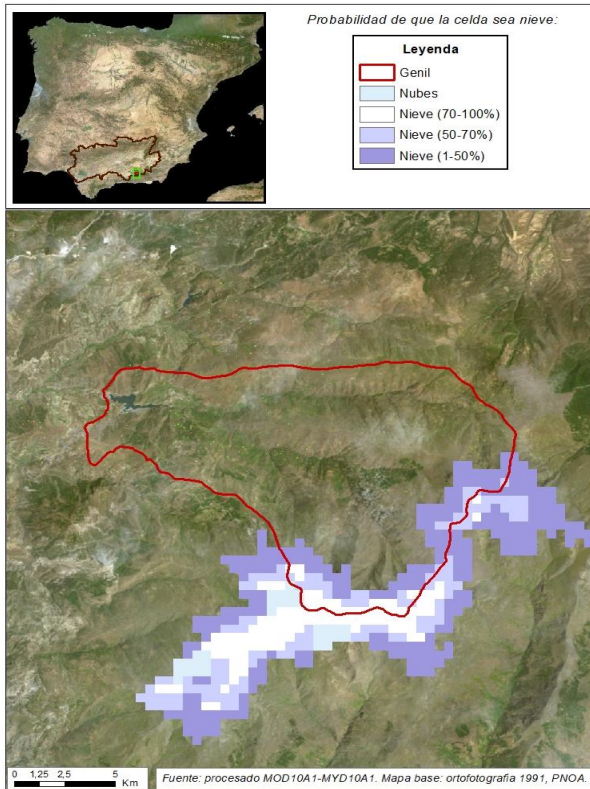 Probabilidad de que la celda sea nieve:
Leyenda
Genil
Nubes
Nieve (70-100%)
Nieve (50-70%)
Nieve (1-50%)
0 1,25 2,5 5
Km
Fuente: procesado MOD10A1-MYD10A1. Mapa base: ortofotografia 1991, PNOA.